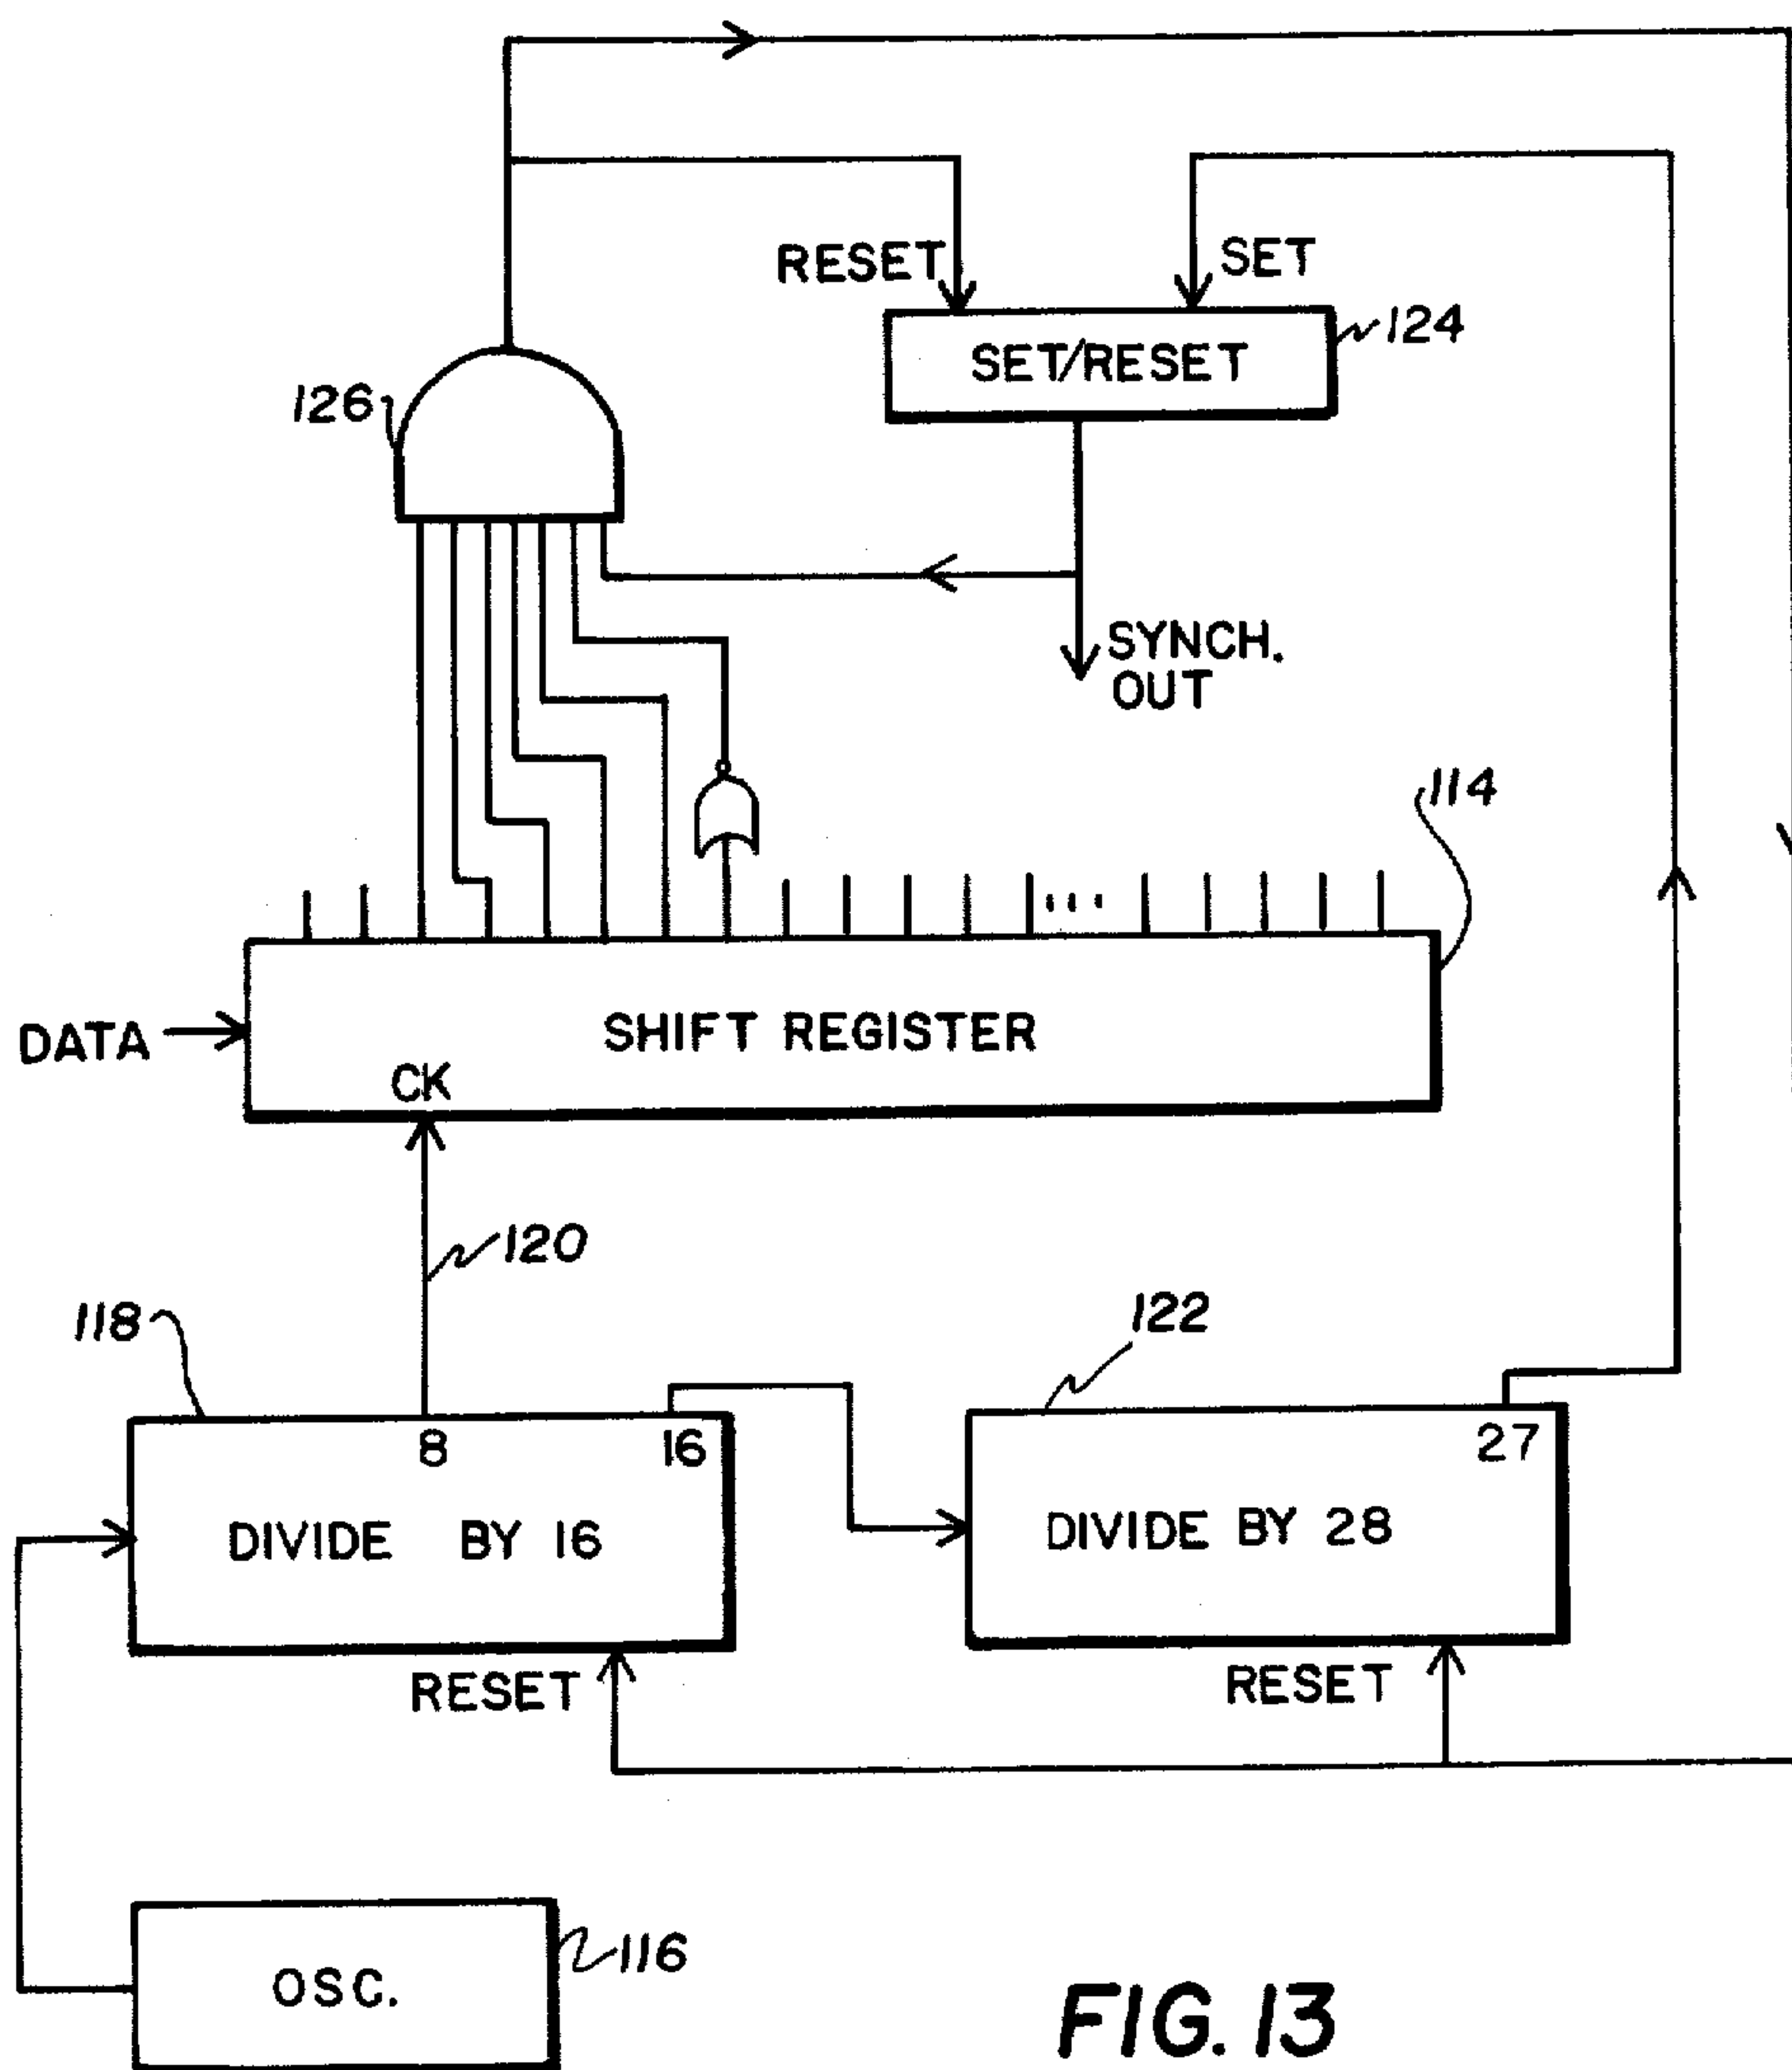 RESET
SET
SET/RESET
124
126
SYNCH.
OUT
114
DATA
SHIFT REGISTER
CK
120
118
122
8
16
27
DIVIDE BY 16
DIVIDE BY 28
RESET
RESET
OSC.
116
FIG. 13